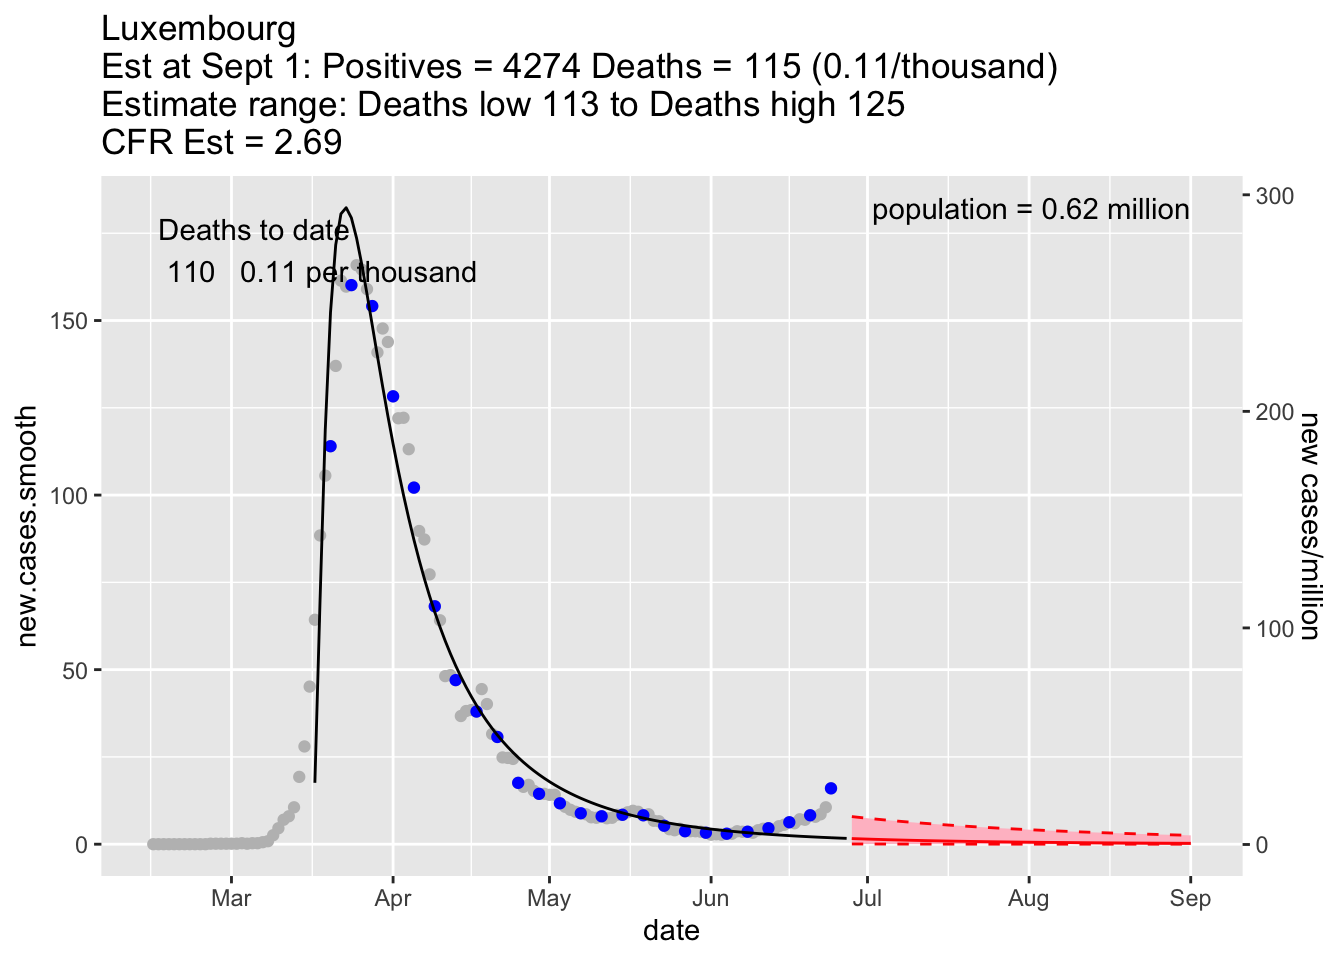 Luxembourg
Est at Sept 1: Positives = 4274 Deaths = 115 (0.11/thousand)
Estimate range: Deaths low 113 to Deaths high 125
CFR Est = 2.69
Deaths to date
110 0.11 per thousand
population = 0.62 million
150
100
50
0
new.cases.smooth
300
200
100
0
new cases/million
Mar Apr May Jun Jul Aug Sep
date